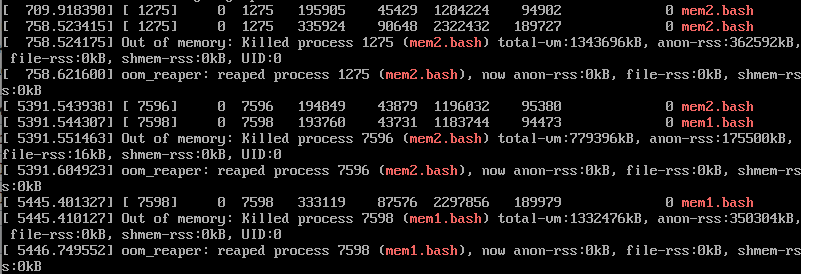 [  709.918390] [ 1275]     0  1275   195905    45429  1204224    94902             0 mem2.bash
[  758.523415] [ 1275]     0  1275   335924    90648  2322432   189727             0 mem2.bash
[  758.524175] Out of memory: Killed process 1275 (mem2.bash) total-vm:1343696kB, anon-rss:362592kB,
 file-rss:0kB, shmem-rss:0kB, UID:0
[  758.621600] oom_reaper: reaped process 1275 (mem2.bash), now anon-rss:0kB, file-rss:0kB, shmem-rs
s:0kB
[ 5391.543938] [ 7596]     0  7596   194849    43879  1196032    95380             0 mem2.bash
[ 5391.544307] [ 7598]     0  7598   193760    43731  1183744    94473             0 mem1.bash
[ 5391.551463] Out of memory: Killed process 7596 (mem2.bash) total-vm:779396kB, anon-rss:175500kB,
file-rss:16kB, shmem-rss:0kB, UID:0
[ 5391.604923] oom_reaper: reaped process 7596 (mem2.bash), now anon-rss:0kB, file-rss:0kB, shmem-rs
s:0kB
[ 5445.401327] [ 7598]     0  7598   333119    87576  2297856   189979             0 mem1.bash
[ 5445.410127] Out of memory: Killed process 7598 (mem1.bash) total-vm:1332476kB, anon-rss:350304kB,
 file-rss:0kB, shmem-rss:0kB, UID:0
[ 5446.749552] oom_reaper: reaped process 7598 (mem1.bash), now anon-rss:0kB, file-rss:0kB, shmem-rs
s:0kB